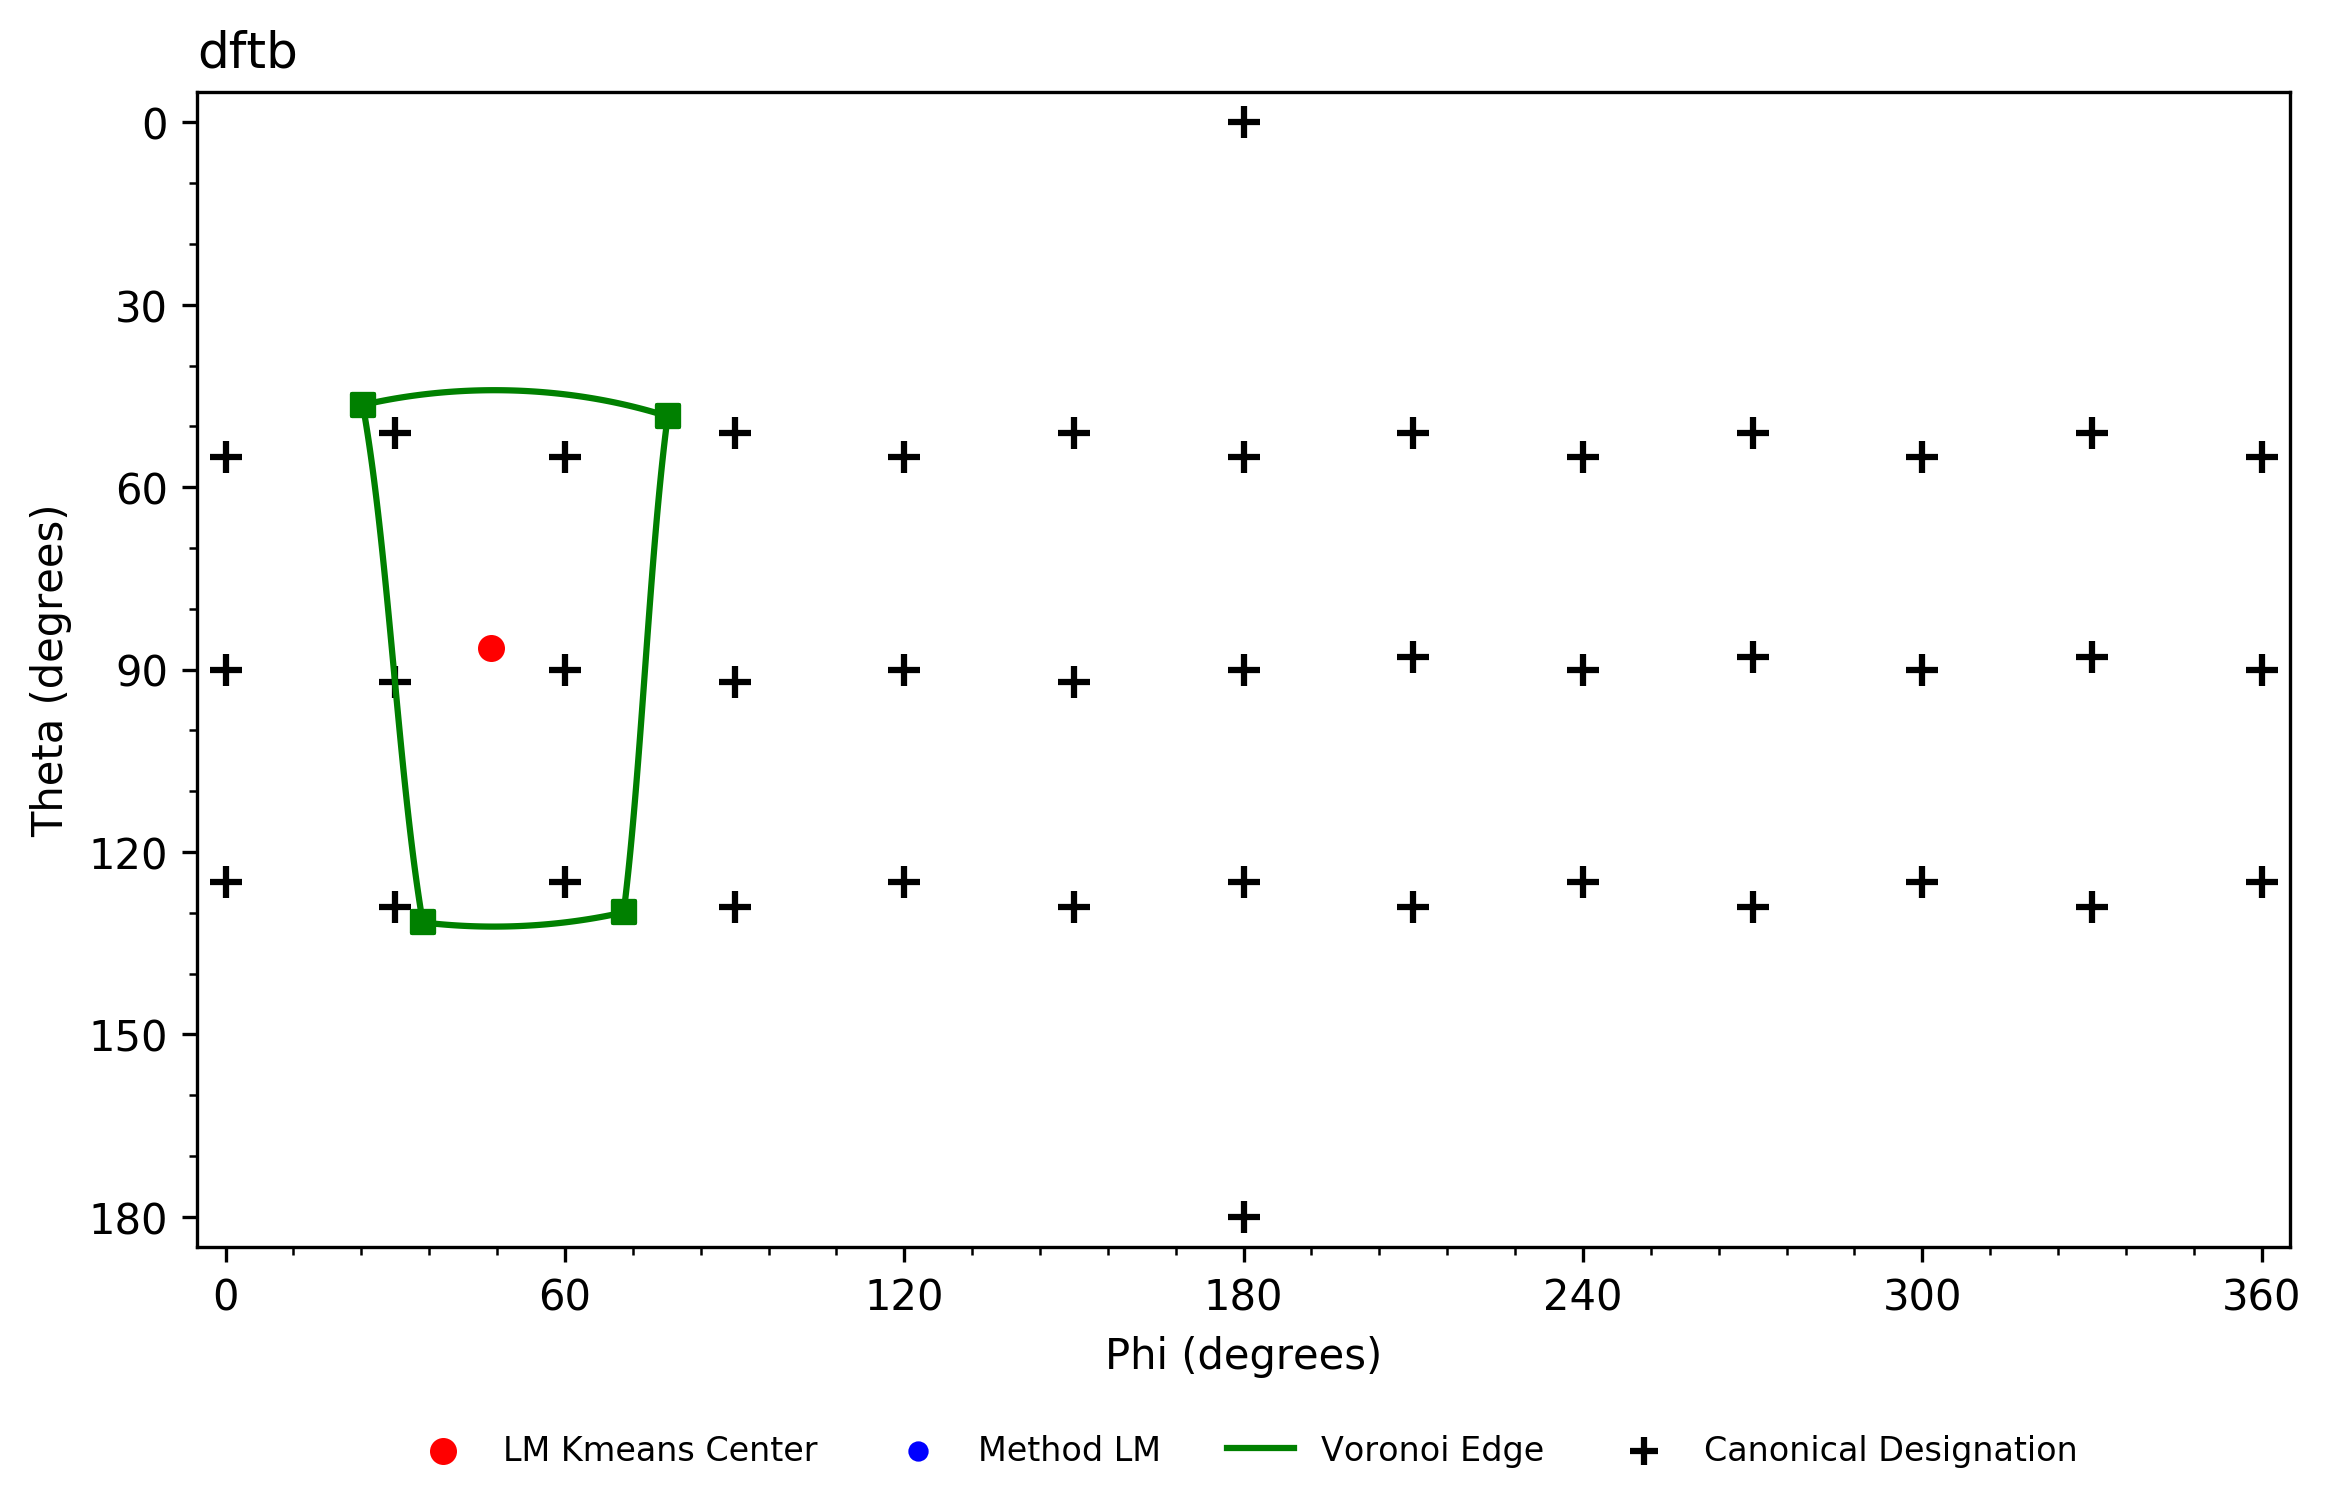 dftb
0
30
60
90
120
150
180
Theta (degrees)
0 60 120 180 240 300 360
Phi (degrees)
LM Kmeans Center Method LM Voronoi Edge Canonical Designation